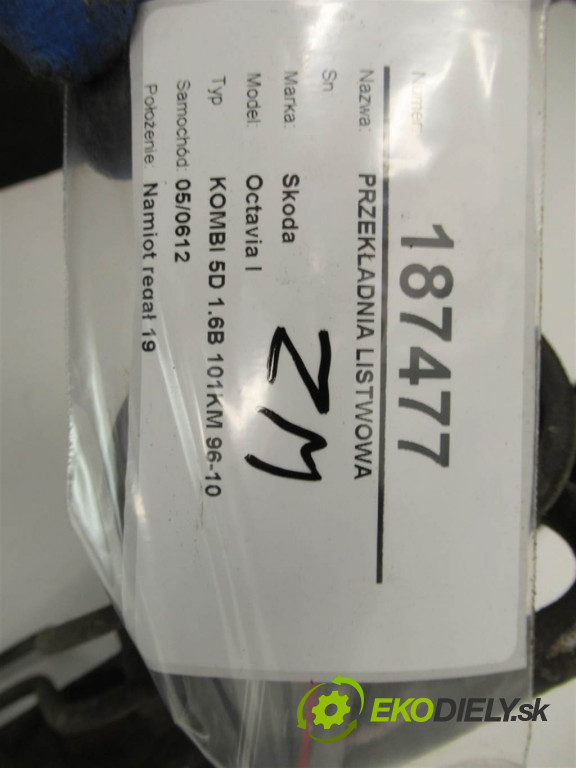 Numer 187477
Nazwa: PRZEKŁADNIA LISTWOWA
Sn
Marka: Skoda
Model: Octavia I
Typ KOMBI 5D 1.6B 101KM 96-10
Samochód: 05/0612
Położenie: Namiot regał 19
ZM
EKODIELY.sk